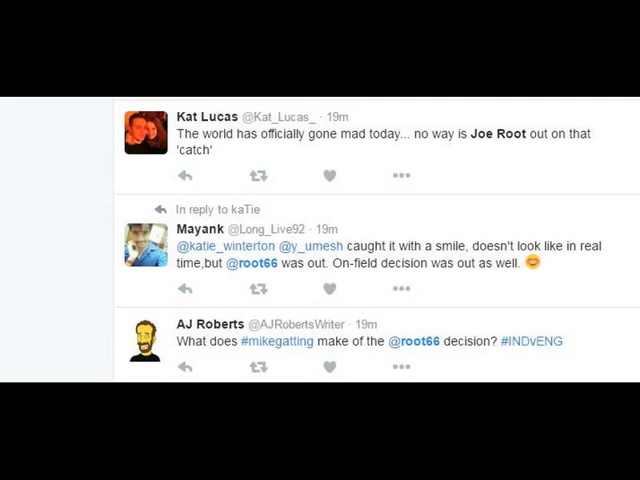 Kat Lucas @Kat_Lucas_ · 19m
The world has officially gone mad today... no way is Joe Root out on that
'catch'
In reply to kaTie
Mayank @Long_Live92 · 19m
@katie_winterton @y_umesh caught it with a smile, doesn't look like in real
time,but @root66 was out. On-field decision was out as well. 😊
AJ Roberts @AJRobertsWriter · 19m
What does #mikegatting make of the @root66 decision? #INDvENG